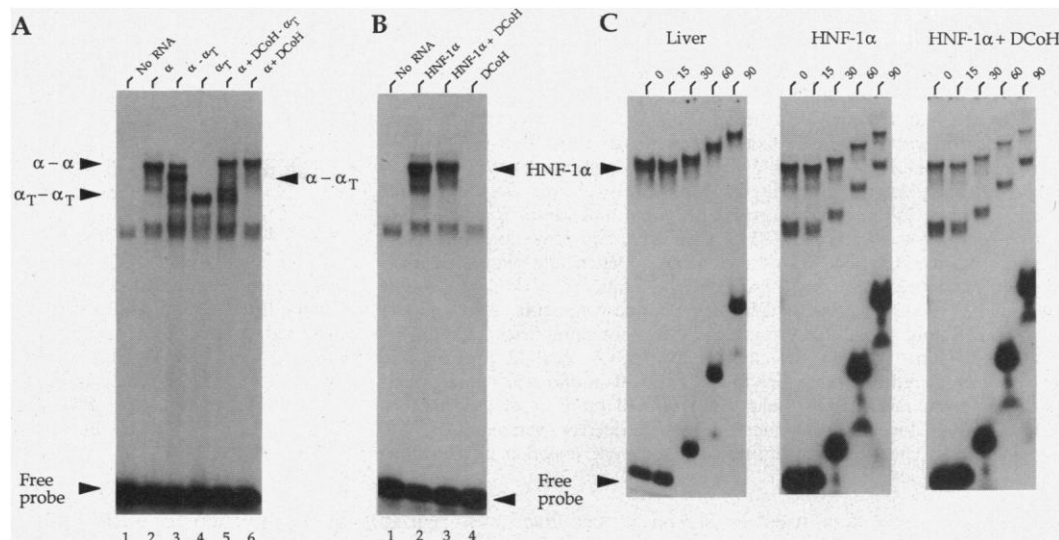 A
No RNA
α
α - αT
αT
α + DCoH - αT
α + DCoH
α – α
αT – αT
α – αT
Free
probe
1 2 3 4 5 6
B
No RNA
HNF-1α
HNF-1α + DCoH
DCoH
HNF-1α
Free
probe
1 2 3 4
C
Liver
0 15 30 60 90
HNF-1α
0 15 30 60 90
HNF-1α + DCoH
0 15 30 60 90